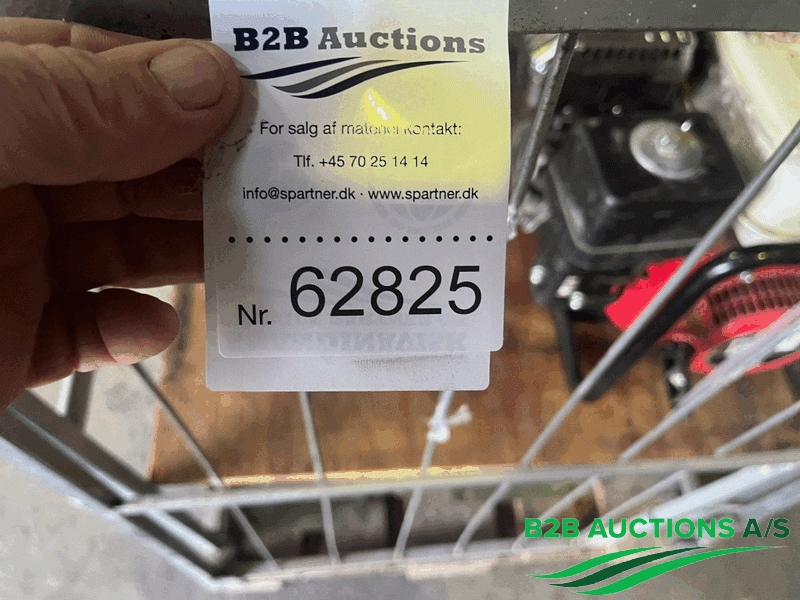 B2B Auctions
For salg af materiel kontakt:
Tlf. +45 70 25 14 14
info@spartner.dk · www.spartner.dk
Nr. 62825
B2B AUCTIONS A/S